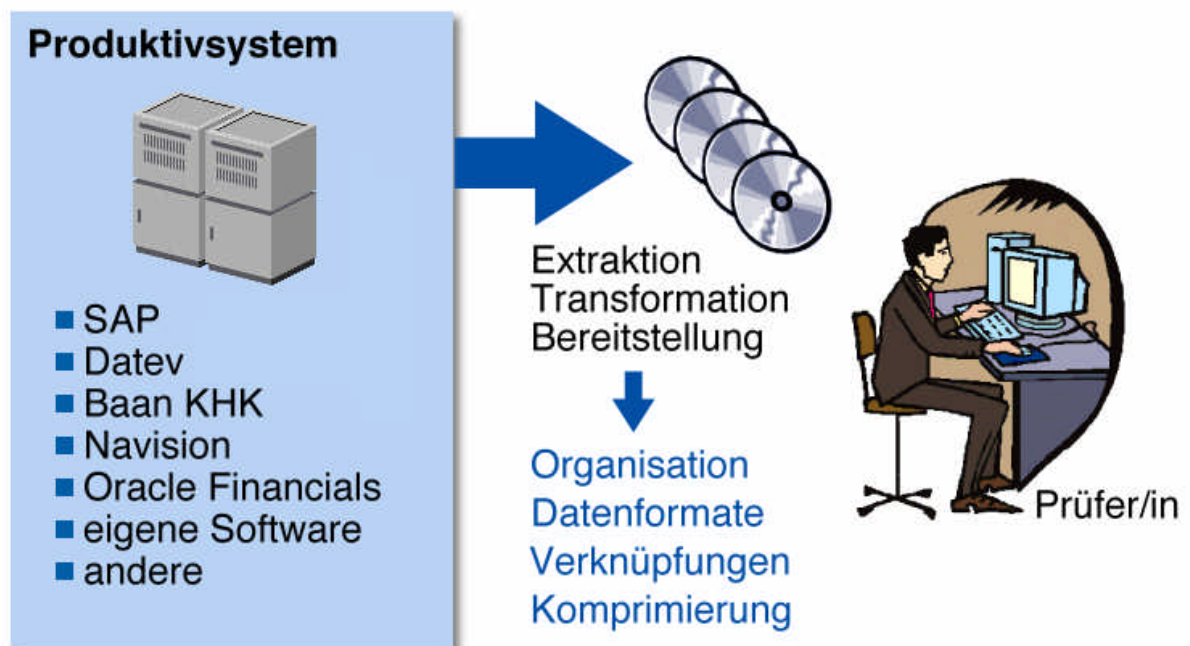 Produktivsystem
SAP
Datev
Baan KHK
Navision
Oracle Financials
eigene Software
andere
Extraktion
Transformation
Bereitstellung
Organisation
Datenformate
Verknüpfungen
Komprimierung
Prüfer/in